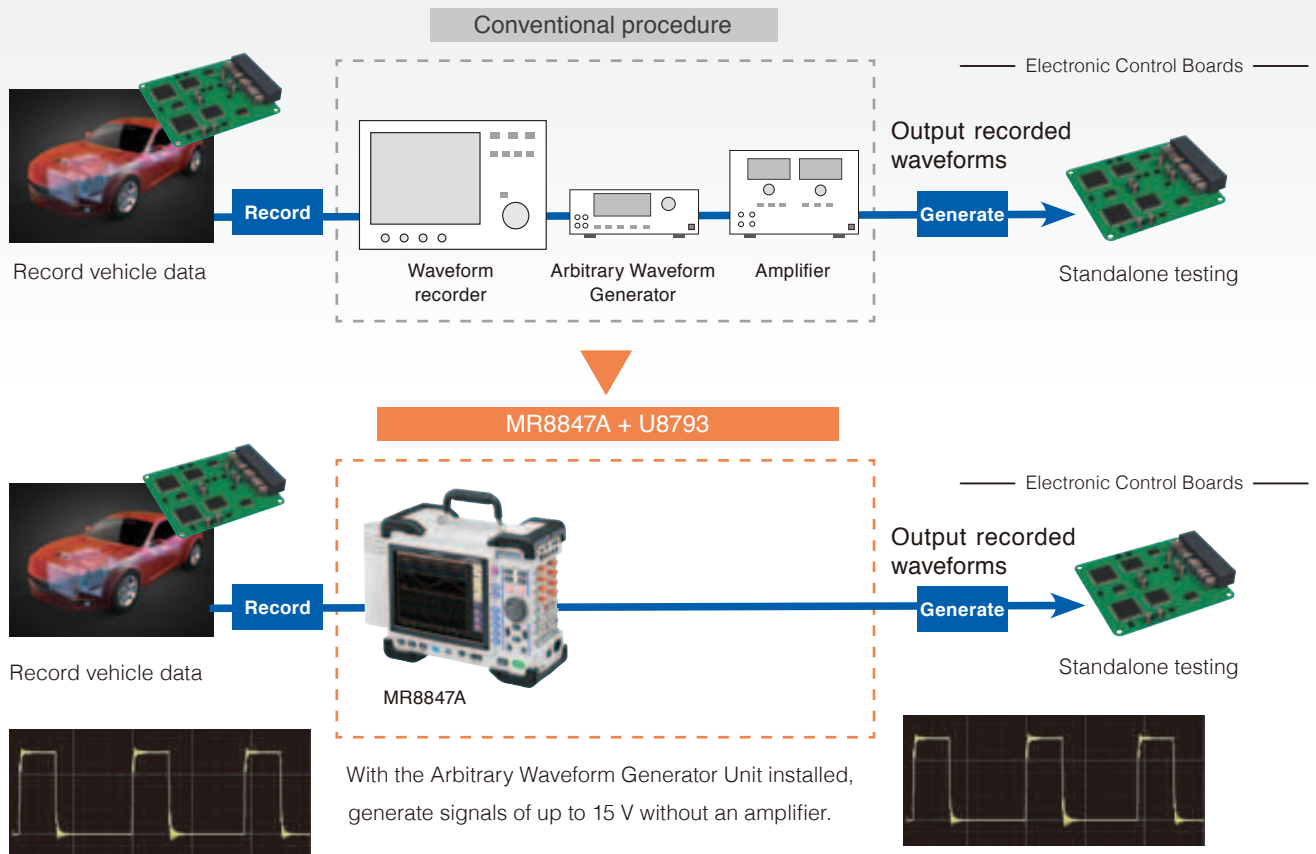 Conventional procedure
Electronic Control Boards
Output recorded
waveforms
Record
Generate
Record vehicle data
Waveform
recorder
Arbitrary Waveform
Generator
Amplifier
Standalone testing
MR8847A + U8793
Electronic Control Boards
Output recorded
waveforms
Record
Generate
Record vehicle data
MR8847A
Standalone testing
With the Arbitrary Waveform Generator Unit installed,
generate signals of up to 15 V without an amplifier.